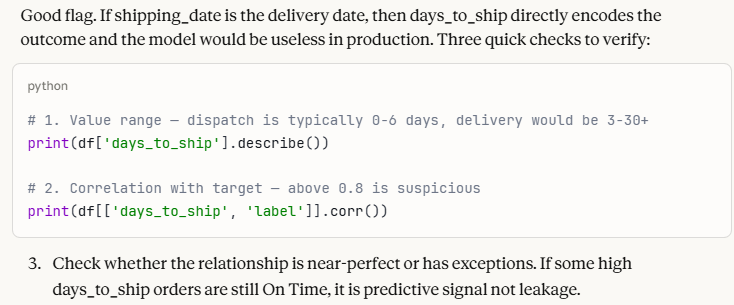 Good flag. If shipping_date is the delivery date, then days_to_ship directly encodes the
outcome and the model would be useless in production. Three quick checks to verify:
python
# 1. Value range — dispatch is typically 0-6 days, delivery would be 3-30+
print(df['days_to_ship'].describe())
# 2. Correlation with target — above 0.8 is suspicious
print(df[['days_to_ship', 'label']].corr())
3. Check whether the relationship is near-perfect or has exceptions. If some high
days_to_ship orders are still On Time, it is predictive signal not leakage.